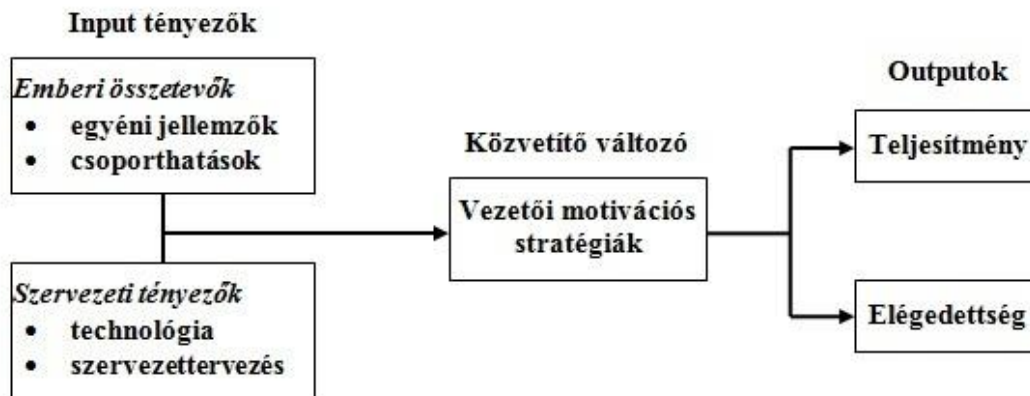 Input tényezők
Emberi összetevők
• egyéni jellemzők
• csoporthatások
Szervezeti tényezők
• technológia
• szervezettervezés
Közvetítő változó
Vezetői motivációs
stratégiák
Outputok
Teljesítmény
Elégedettség